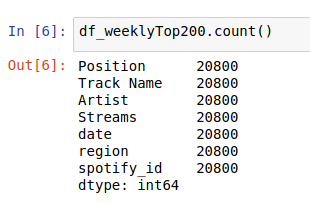 In [6]: df_weeklyTop200.count()
Out[6]: Position 20800
Track Name 20800
Artist 20800
Streams 20800
date 20800
region 20800
spotify_id 20800
dtype: int64